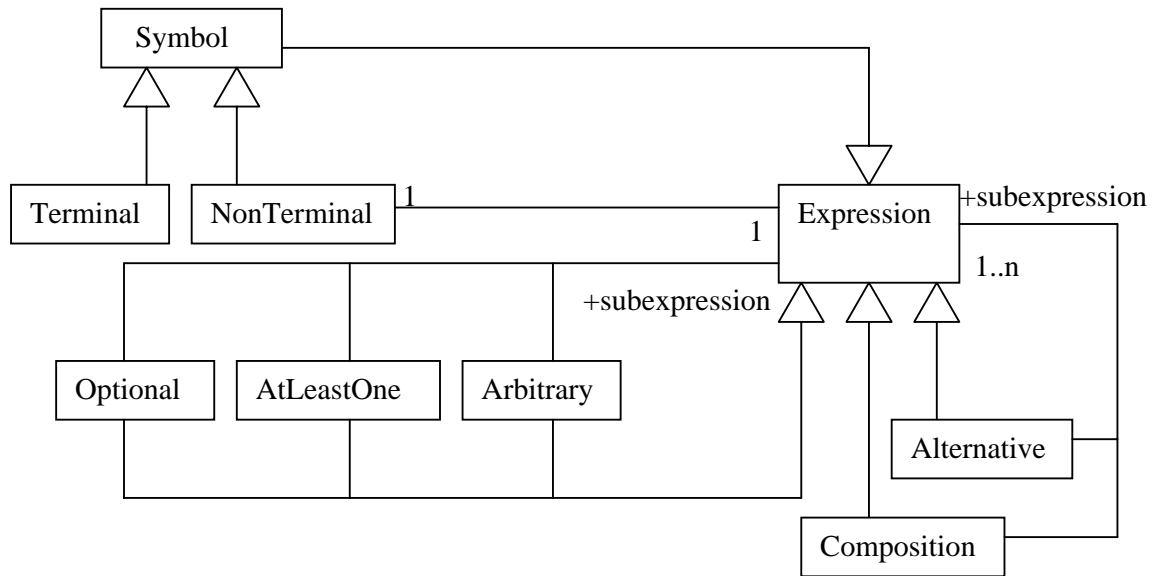 Symbol
Terminal
NonTerminal
1
1
Expression
+subexpression
1..n
+subexpression
Optional
AtLeastOne
Arbitrary
Alternative
Composition